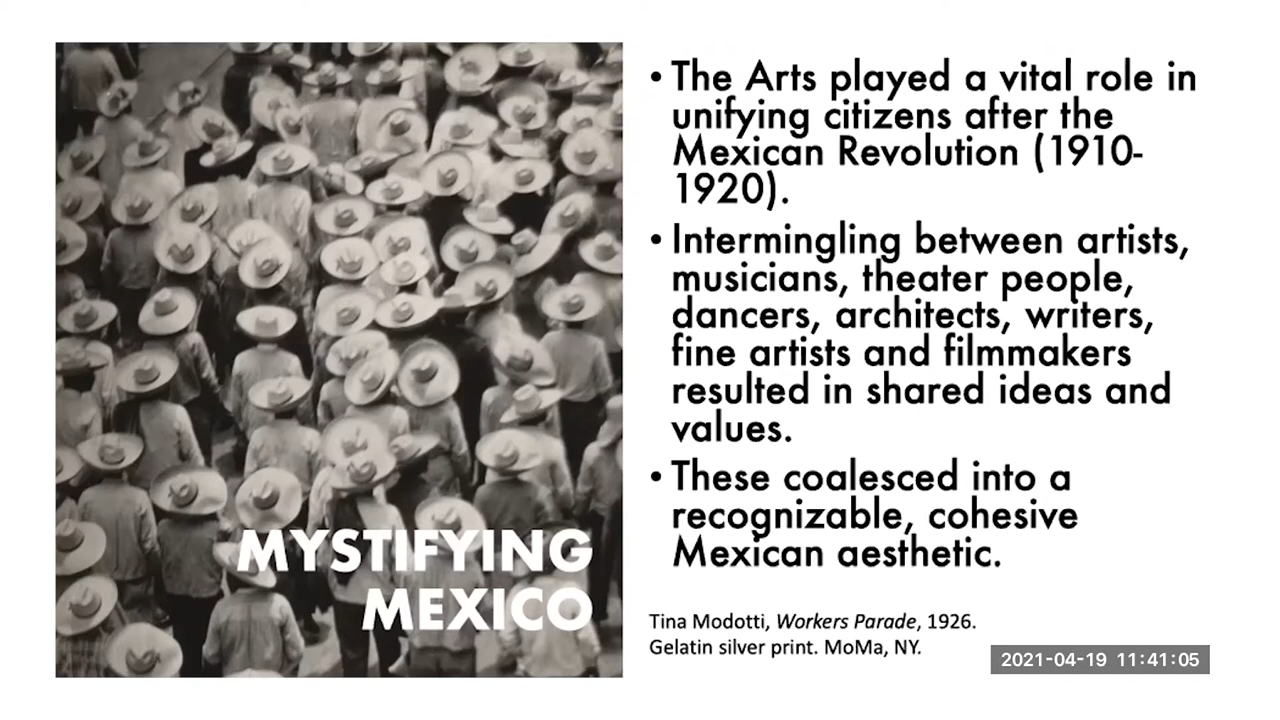 MYSTIFYING
MEXICO
• The Arts played a vital role in
unifying citizens after the
Mexican Revolution (1910-
1920).
• Intermingling between artists,
musicians, theater people,
dancers, architects, writers,
fine artists and filmmakers
resulted in shared ideas and
values.
• These coalesced into a
recognizable, cohesive
Mexican aesthetic.
Tina Modotti, Workers Parade, 1926.
Gelatin silver print. MoMa, NY.
2021-04-19 11:41:05